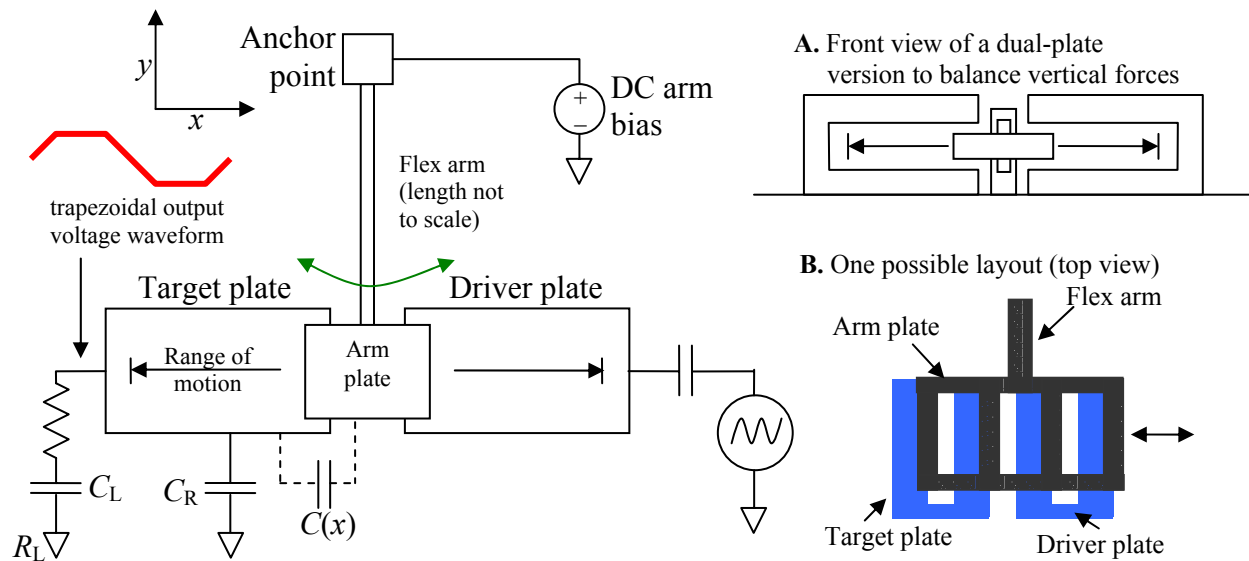 Anchor
point
y
x
+
−
DC arm
bias
trapezoidal output
voltage waveform
Flex arm
(length not
to scale)
Target plate
Driver plate
Range of
motion
Arm
plate
C_L
C_R
C(x)
R_L
A. Front view of a dual-plate
version to balance vertical forces
B. One possible layout (top view)
Flex arm
Arm plate
Target plate
Driver plate